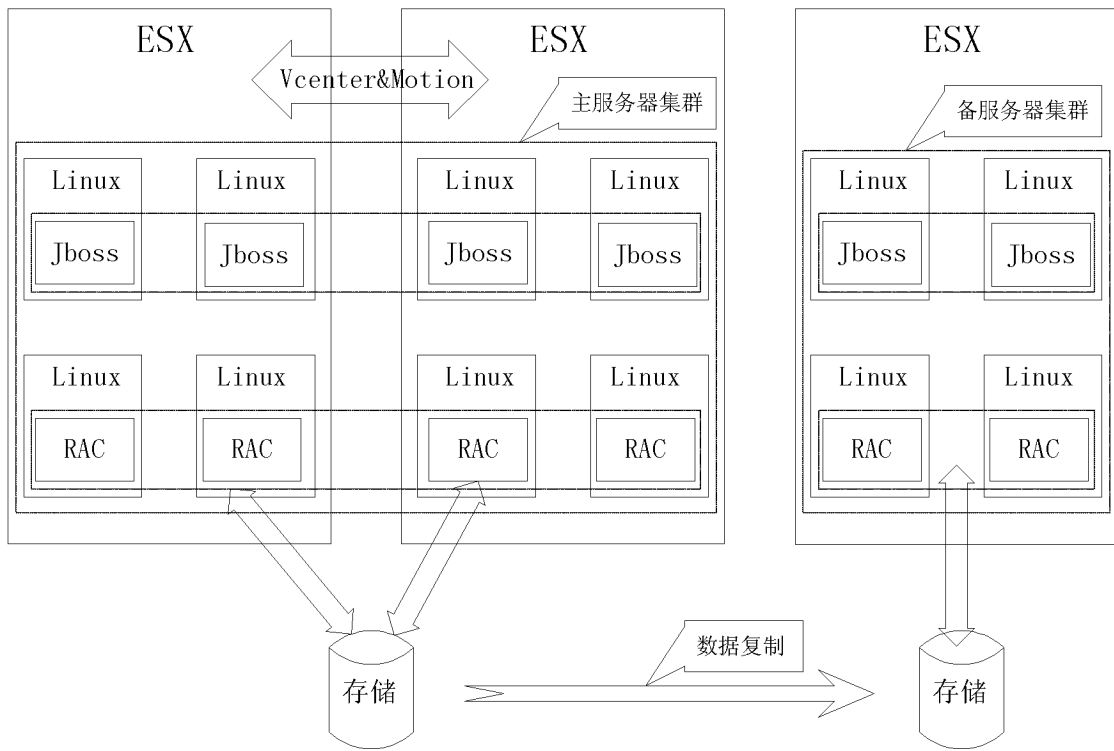 ESX
ESX
ESX
Vcenter&Motion
主服务器集群
备服务器集群
Linux
Linux
Linux
Linux
Linux
Linux
Jboss
Jboss
Jboss
Jboss
Jboss
Jboss
Linux
Linux
Linux
Linux
Linux
Linux
RAC
RAC
RAC
RAC
RAC
RAC
数据复制
存储
存储